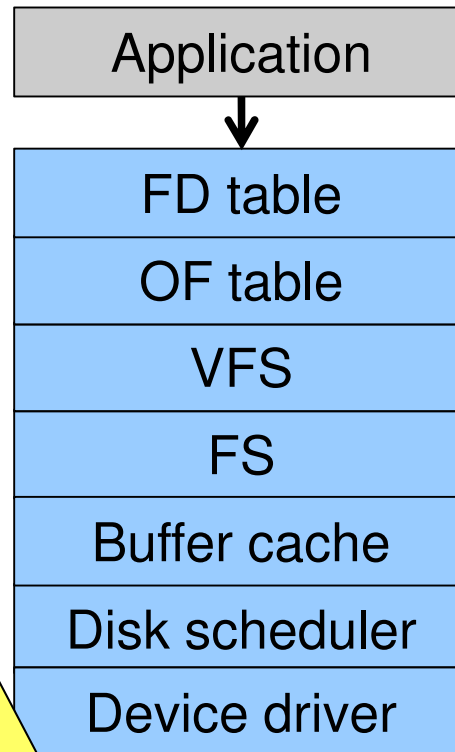 Application
FD table
OF table
VFS
FS
Buffer cache
Disk scheduler
Device driver